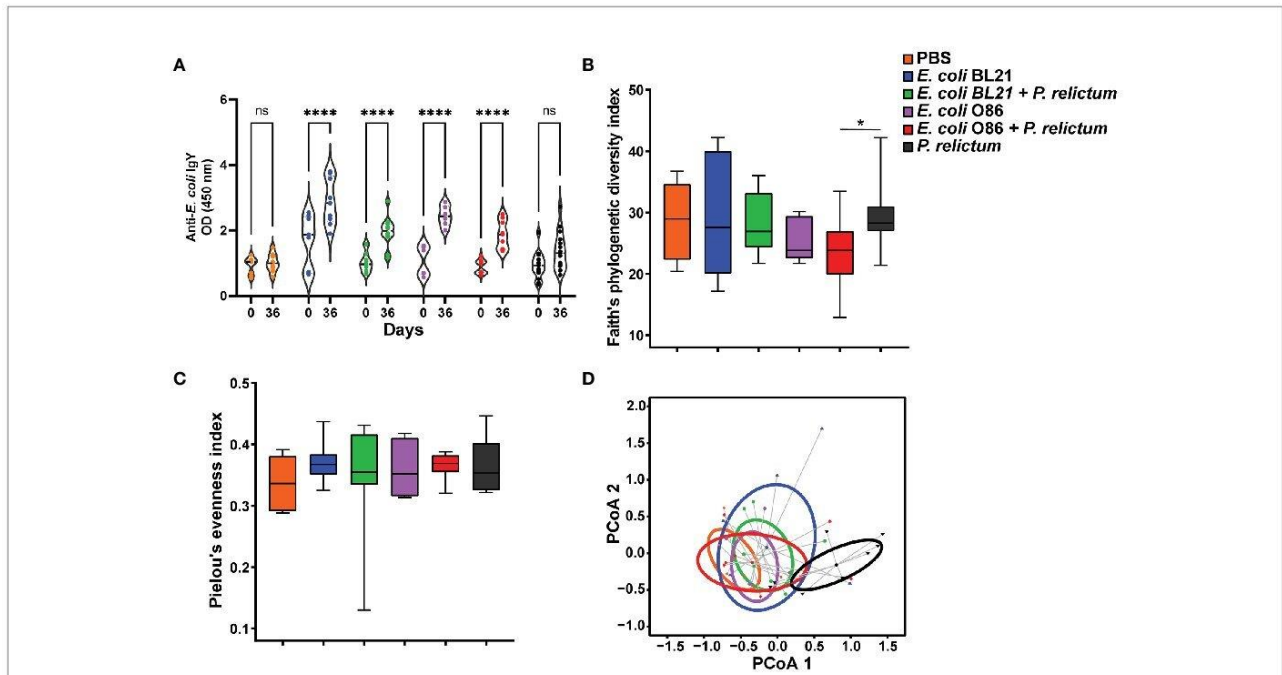 A
Anti-E. coli IgY
OD (450 nm)
6
4
2
0
ns
****
****
****
****
ns
0 36 0 36 0 36 0 36 0 36 0 36
Days
B
Faith's phylogenetic diversity index
50
40
30
20
10
*
PBS
E. coli BL21
E. coli BL21 + P. relictum
E. coli O86
E. coli O86 + P. relictum
P. relictum
C
Pielou's evenness index
0.5
0.4
0.3
0.2
0.1
D
PCoA 2
2.0
1.5
1.0
0.5
0.0
−0.5
−1.0
−1.5 −1.0 −0.5 0.0 0.5 1.0 1.5
PCoA 1